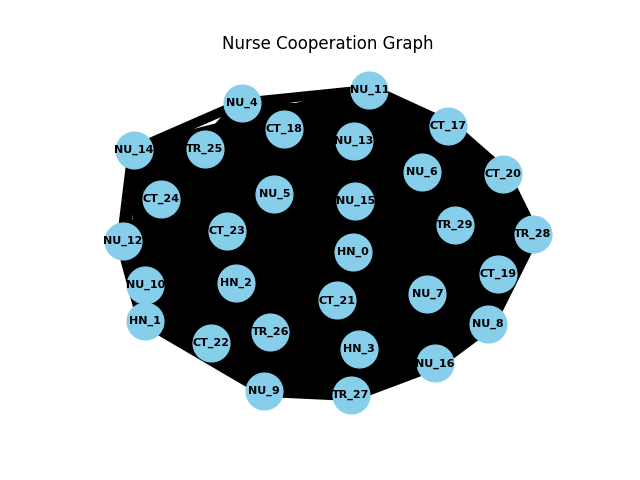 Nurse Cooperation Graph
NU_11
NU_4
CT_17
CT_18
NU_13
TR_25
NU_14
NU_6
CT_20
NU_5
CT_24
NU_15
TR_29
CT_23
TR_28
NU_12
HN_0
CT_19
HN_2
NU_10
NU_7
CT_21
HN_1
NU_8
TR_26
CT_22
HN_3
NU_16
NU_9
TR_27